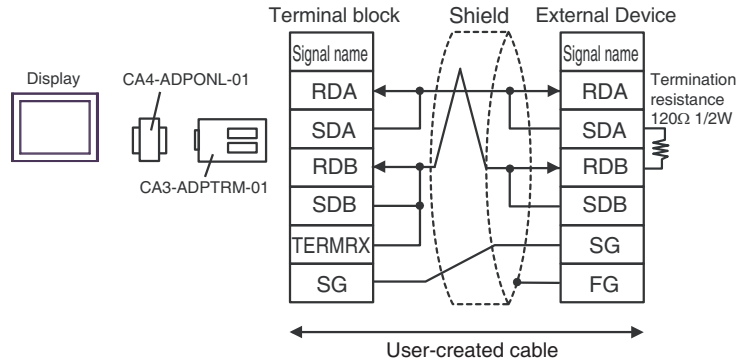 Terminal block
Shield
External Device
Signal name
Signal name
Display
CA4-ADPONL-01
CA3-ADPTRM-01
RDA
SDA
RDB
SDB
TERMRX
SG
RDA
SDA
RDB
SDB
SG
FG
Termination
resistance
120Ω 1/2W
User-created cable